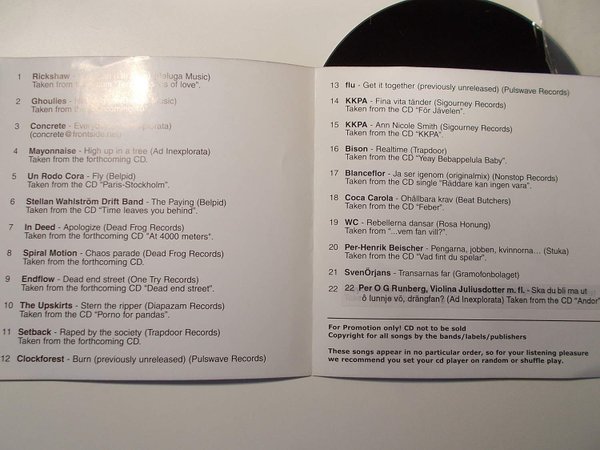 1 Rickshaw - Music)
Taken from of love".
2 Ghoulies - Music)
Taken from the forthcoming
3 Concrete -
(concrete@frontside.
4 Mayonnaise - High up in a tree (Ad Inexplorata)
Taken from the forthcoming CD.
5 Un Rodo Cora - Fly (Belpid)
Taken from the CD "Paris-Stockholm".
6 Stellan Wahlström Drift Band - The Paying (Belpid)
Taken from the CD "Time leaves you behind".
7 In Deed - Apologize (Dead Frog Records)
Taken from the forthcoming CD "At 4000 meters".
8 Spiral Motion - Chaos parade (Dead Frog Records)
Taken from the forthcoming CD.
9 Endflow - Dead end street (One Try Records)
Taken from the forthcoming CD "Dead end street".
10 The Upskirts - Stern the ripper (Diapazam Records)
Taken from the CD "Porno for pandas".
11 Setback - Raped by the society (Trapdoor Records)
Taken from the forthcoming CD.
12 Clockforest - Burn (previously unreleased) (Pulswave Records)
13 flu - Get it together (previously unreleased) (Pulswave Records)
14 KKPA - Fina vita tänder (Sigourney Records)
Taken from the CD "För Jävelen".
15 KKPA - Ann Nicole Smith (Sigourney Records)
Taken from the CD "KKPA".
16 Bison - Realtime (Trapdoor)
Taken from the CD "Yeay Bebappelula Baby".
17 Blanceflor - Ja ser igenom (originalmix) (Nonstop Records)
Taken from the CD single "Räddare kan ingen vara".
18 Coca Carola - Ohållbara krav (Beat Butchers)
Taken from the CD "Feber".
19 WC - Rebellerna dansar (Rosa Honung)
Taken from "...vem fan vill?".
20 Per-Henrik Beischer - Pengarna, jobben, kvinnorna... (Stuka)
Taken from the CD "Vad fint du spelar".
21 SvenÖrjans - Transarnas far (Gramofonbolaget)
22 22 Per O G Runberg, Violina Juliusdotter m. fl. - Ska du bli ma ut
ô lunnje vö, drängfan? (Ad Inexplorata) Taken from the CD "Ander"
For Promotion only! CD not to be sold
Copyright for all songs by the bands/labels/publishers
These songs appear in no particular order, so for your listening pleasure
we recommend you set your cd player on random or shuffle play.